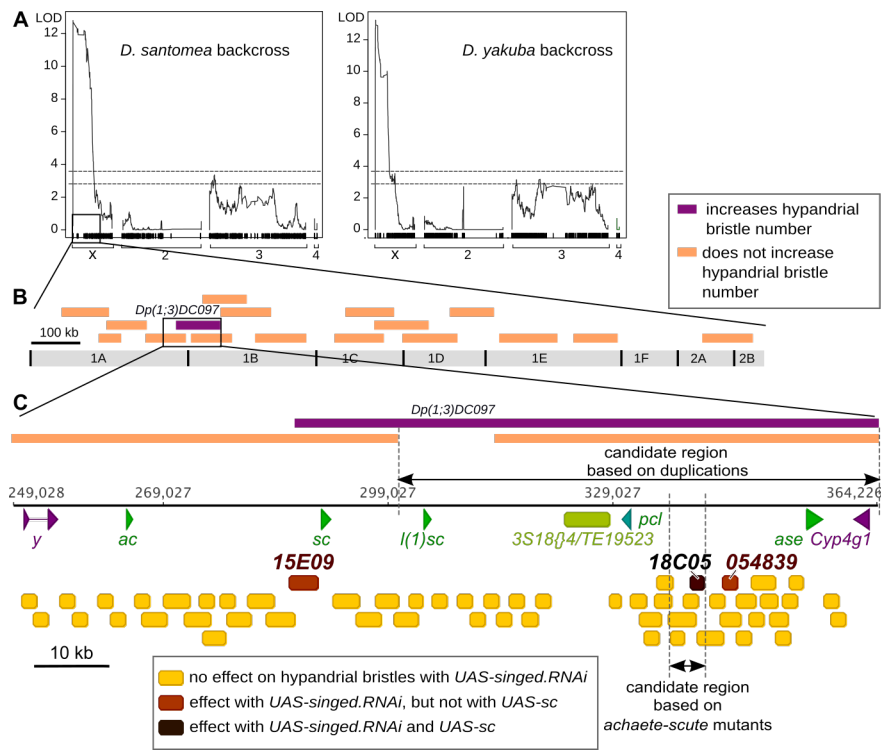 A
LOD
D. santomea backcross
12
10
8
6
4
2
0
X
2
3
4
LOD
D. yakuba backcross
12
10
8
6
4
2
0
X
2
3
4
increases hypandrial
bristle number
does not increase
hypandrial bristle
number
B
Dp(1;3)DC097
100 kb
1A
1B
1C
1D
1E
1F
2A
2B
C
Dp(1;3)DC097
candidate region
based on duplications
249,028
269,027
299,027
329,027
364,226
y
ac
sc
l(1)sc
3S18{}4/TE19523
pcl
ase
Cyp4g1
15E09
18C05
054839
10 kb
no effect on hypandrial bristles with UAS-singed.RNAi
effect with UAS-singed.RNAi, but not with UAS-sc
effect with UAS-singed.RNAi and UAS-sc
candidate region
based on
achaete-scute mutants